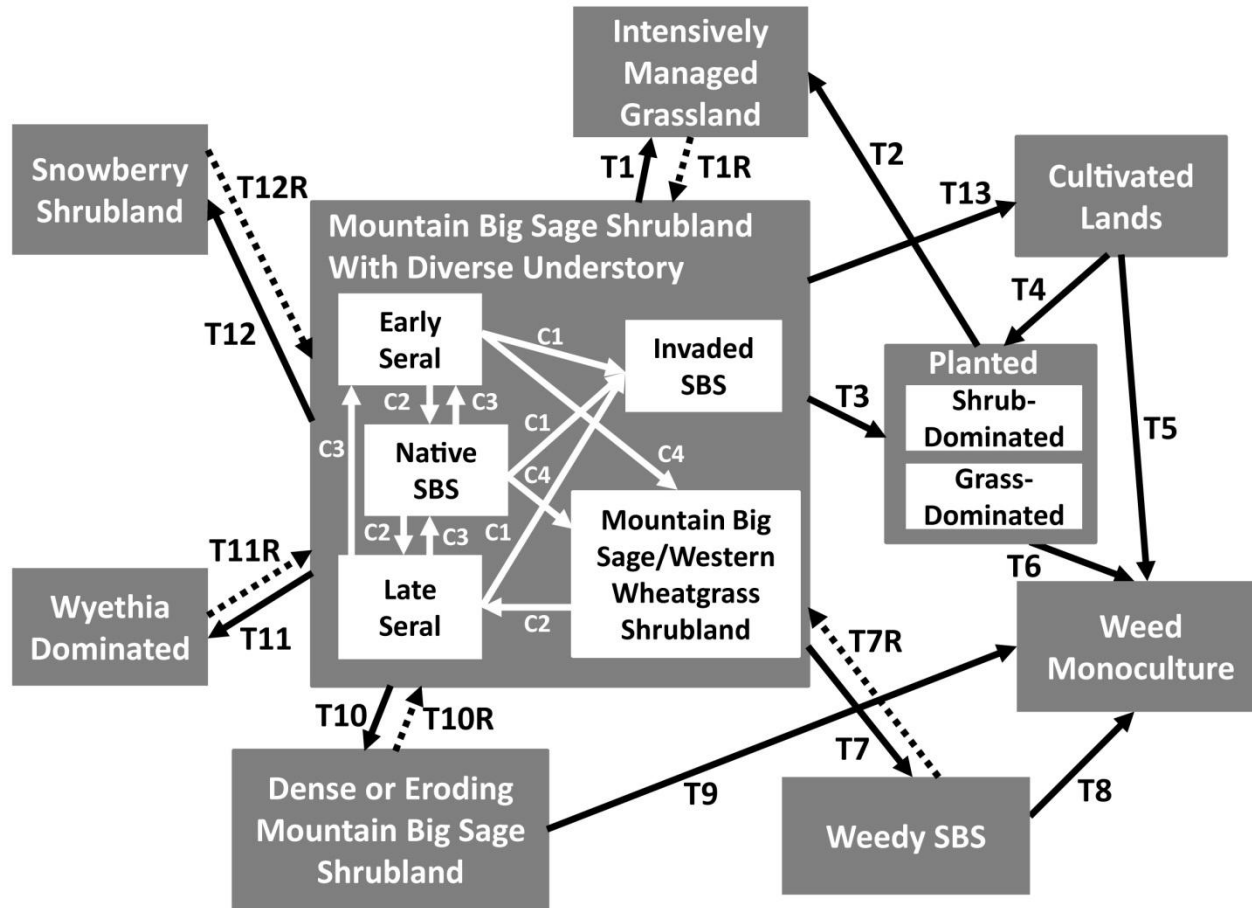 Intensively
Managed
Grassland
Snowberry
Shrubland
Cultivated
Lands
T12R
T12
T1
T1R
T2
T13
Mountain Big Sage Shrubland
With Diverse Understory
Early
Seral
C1
Invaded
SBS
C2
C3
C3
C1
C4
Native
SBS
C4
C2
C3
C1
Late
Seral
C2
Mountain Big
Sage/Western
Wheatgrass
Shrubland
T4
T3
T5
Planted
Shrub-
Dominated
Grass-
Dominated
T6
Wyethia
Dominated
T11R
T11
Weed
Monoculture
T10
T10R
T7R
T7
T9
T8
Dense or Eroding
Mountain Big Sage
Shrubland
Weedy SBS